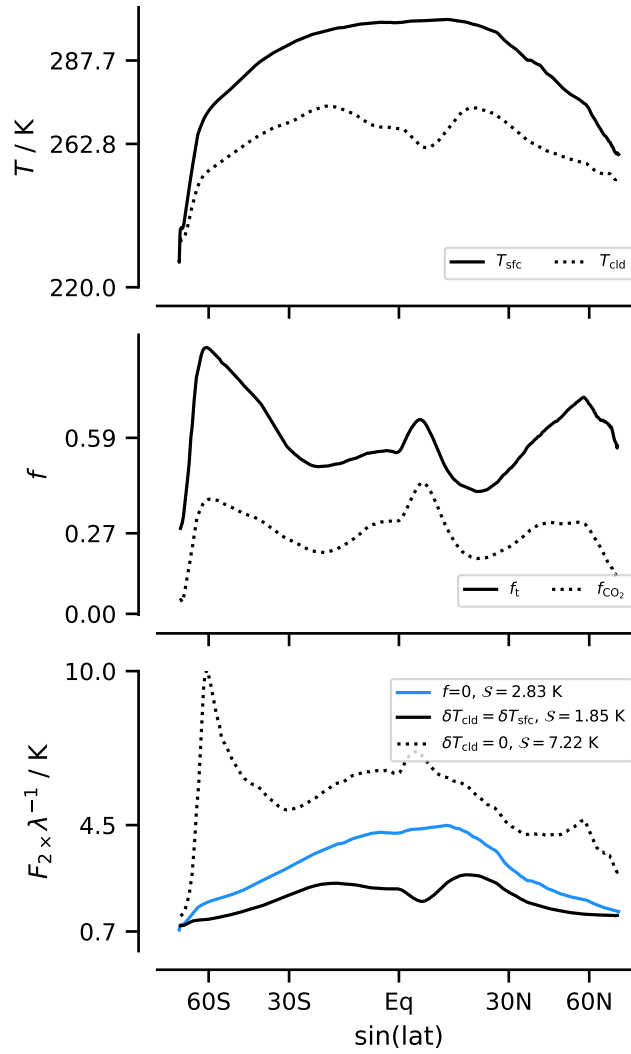 T / K
287.7
262.8
220.0
T_sfc T_cld
f
0.59
0.27
0.00
f_t f_CO₂
F_2× λ⁻¹ / K
10.0
4.5
0.7
f=0, 𝒮 = 2.83 K
δT_cld = δT_sfc, 𝒮 = 1.85 K
δT_cld = 0, 𝒮 = 7.22 K
60S 30S Eq 30N 60N
sin(lat)